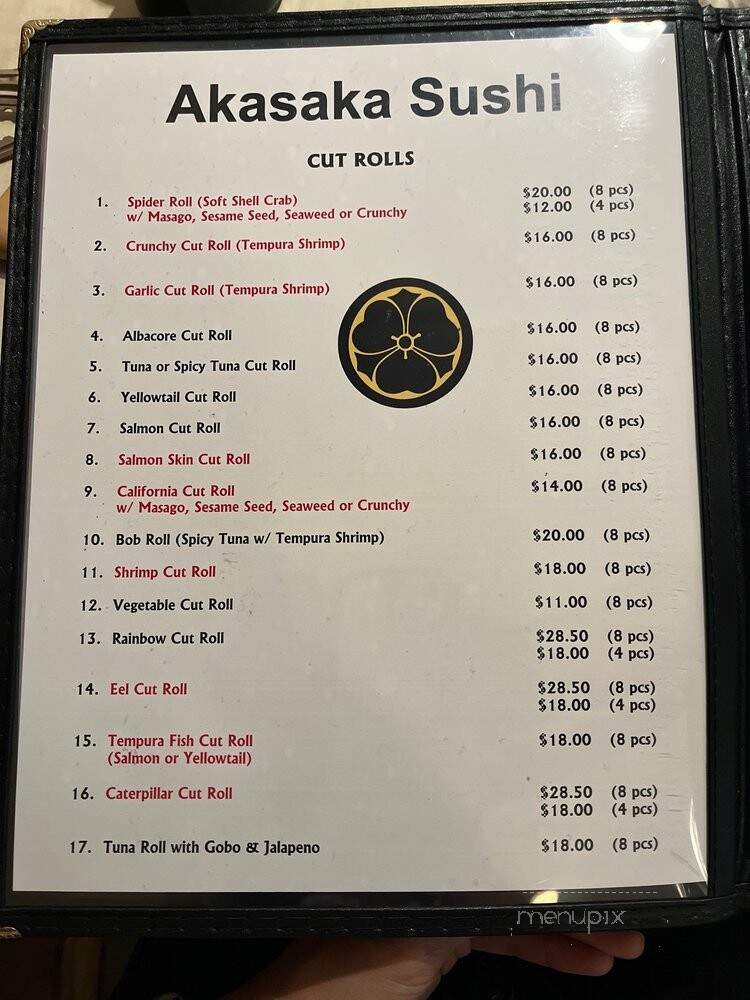 Akasaka Sushi
CUT ROLLS
1. Spider Roll (Soft Shell Crab) $20.00 (8 pcs)
w/ Masago, Sesame Seed, Seaweed or Crunchy $12.00 (4 pcs)
2. Crunchy Cut Roll (Tempura Shrimp) $16.00 (8 pcs)
3. Garlic Cut Roll (Tempura Shrimp) $16.00 (8 pcs)
4. Albacore Cut Roll $16.00 (8 pcs)
5. Tuna or Spicy Tuna Cut Roll $16.00 (8 pcs)
6. Yellowtail Cut Roll $16.00 (8 pcs)
7. Salmon Cut Roll $16.00 (8 pcs)
8. Salmon Skin Cut Roll $16.00 (8 pcs)
9. California Cut Roll $14.00 (8 pcs)
w/ Masago, Sesame Seed, Seaweed or Crunchy
10. Bob Roll (Spicy Tuna w/ Tempura Shrimp) $20.00 (8 pcs)
11. Shrimp Cut Roll $18.00 (8 pcs)
12. Vegetable Cut Roll $11.00 (8 pcs)
13. Rainbow Cut Roll $28.50 (8 pcs)
$18.00 (4 pcs)
14. Eel Cut Roll $28.50 (8 pcs)
$18.00 (4 pcs)
15. Tempura Fish Cut Roll $18.00 (8 pcs)
(Salmon or Yellowtail)
16. Caterpillar Cut Roll $28.50 (8 pcs)
$18.00 (4 pcs)
17. Tuna Roll with Gobo & Jalapeno $18.00 (8 pcs)
menupix